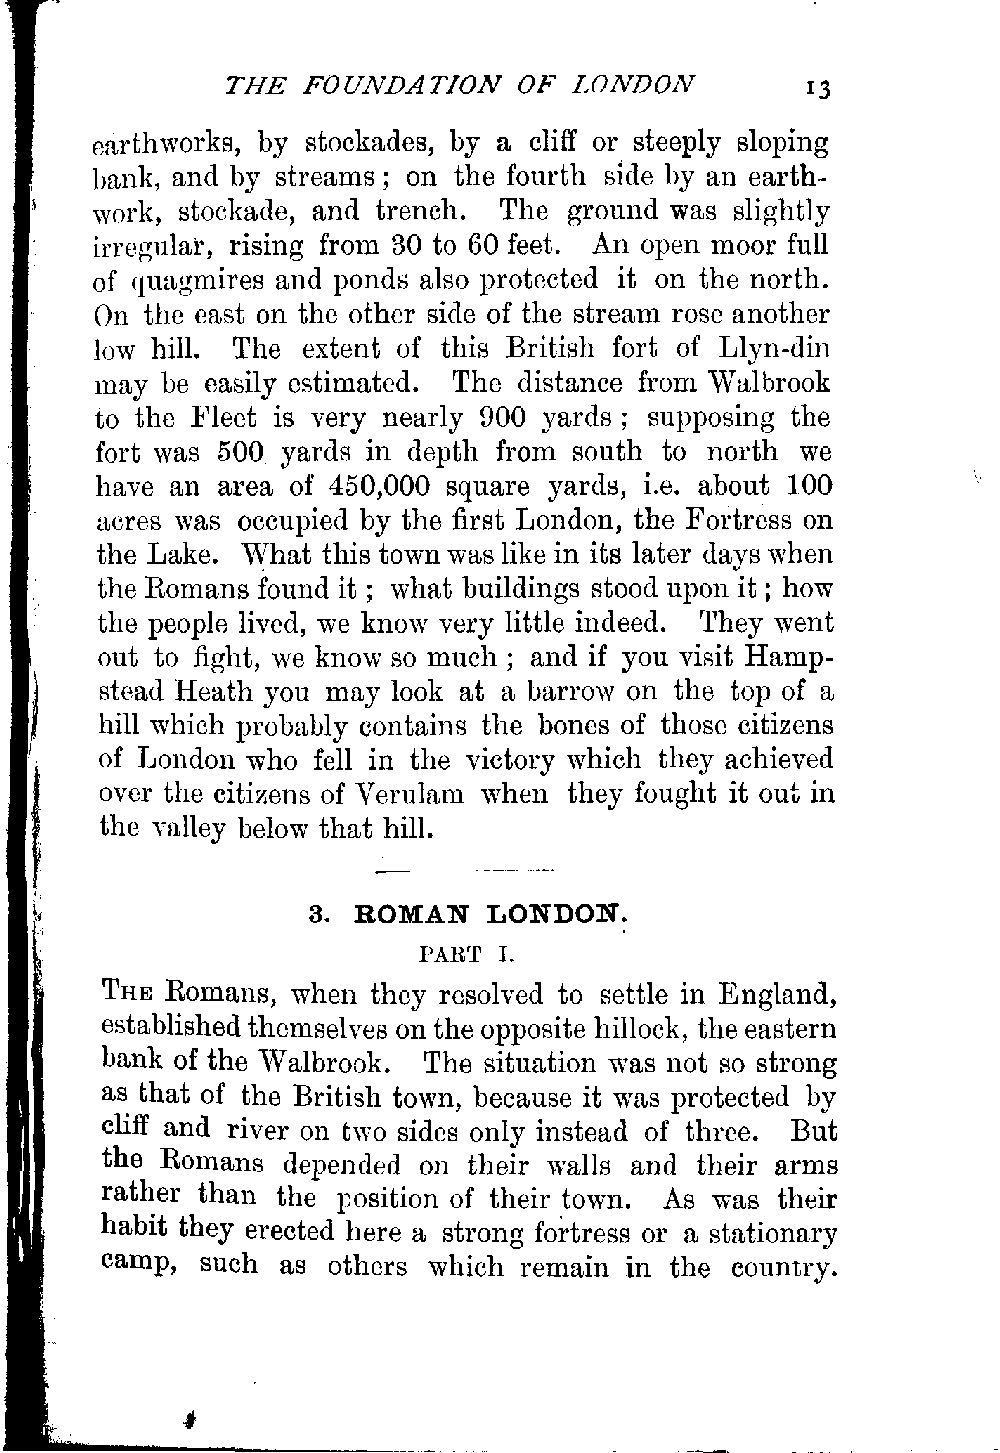 THE FOUNDATION OF LONDON 13
earthworks, by stockades, by a cliff or steeply sloping
bank, and by streams; on the fourth side by an earth-
work, stockade, and trench. The ground was slightly
irregular, rising from 30 to 60 feet. An open moor full
of quagmires and ponds also protected it on the north.
On the east on the other side of the stream rose another
low hill. The extent of this British fort of Llyn-din
may be easily estimated. The distance from Walbrook
to the Fleet is very nearly 900 yards; supposing the
fort was 500 yards in depth from south to north we
have an area of 450,000 square yards, i.e. about 100
acres was occupied by the first London, the Fortress on
the Lake. What this town was like in its later days when
the Romans found it; what buildings stood upon it; how
the people lived, we know very little indeed. They went
out to fight, we know so much; and if you visit Hamp-
stead Heath you may look at a barrow on the top of a
hill which probably contains the bones of those citizens
of London who fell in the victory which they achieved
over the citizens of Verulam when they fought it out in
the valley below that hill.
3. ROMAN LONDON.
PART I.
THE Romans, when they resolved to settle in England,
established themselves on the opposite hillock, the eastern
bank of the Walbrook. The situation was not so strong
as that of the British town, because it was protected by
cliff and river on two sides only instead of three. But
the Romans depended on their walls and their arms
rather than the position of their town. As was their
habit they erected here a strong fortress or a stationary
camp, such as others which remain in the country.